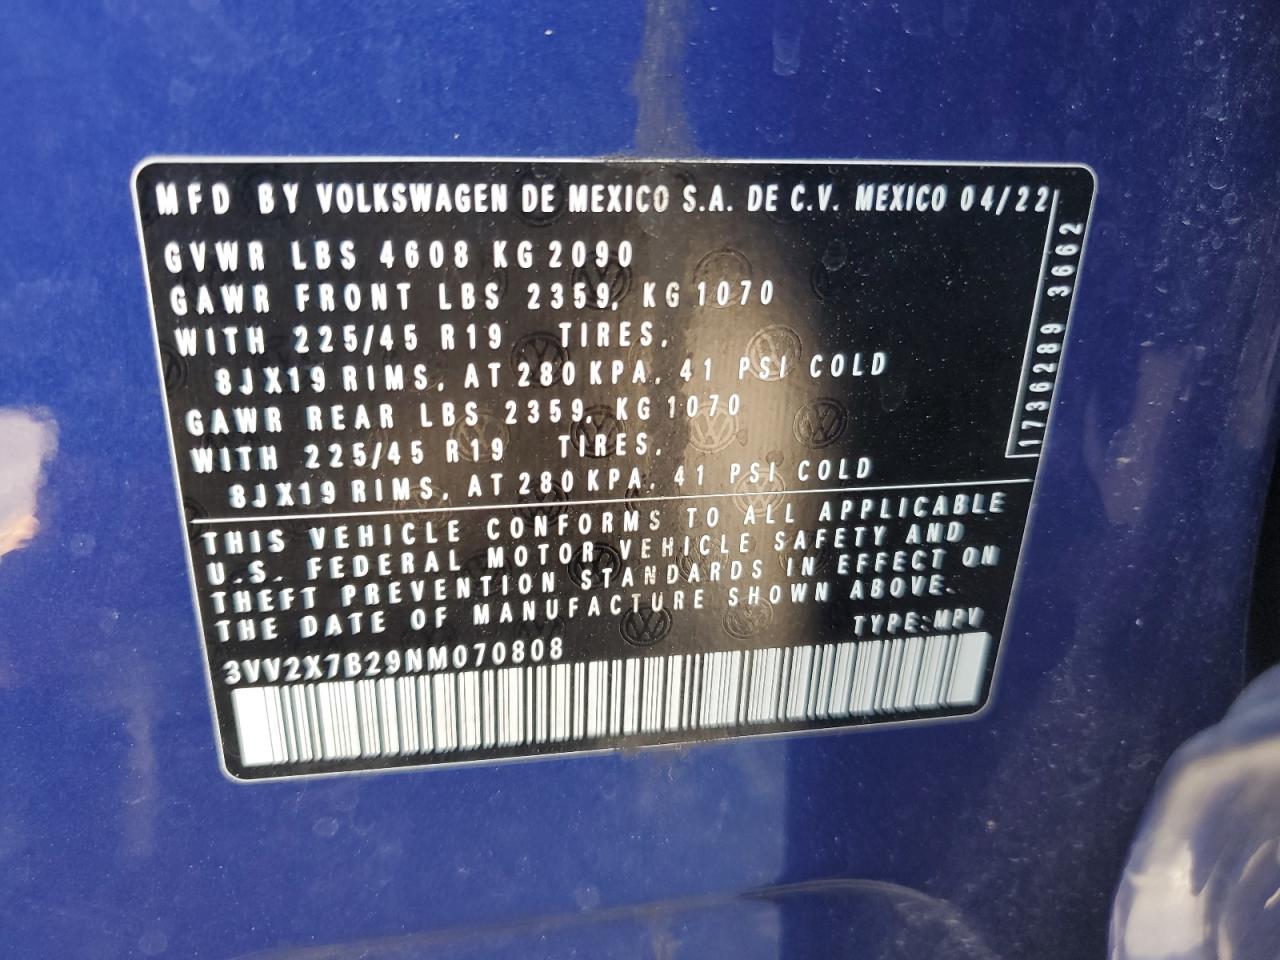 MFD BY VOLKSWAGEN DE MEXICO S.A. DE C.V. MEXICO 04/22
GVWR LBS 4608 KG 2090
GAWR FRONT LBS 2359, KG 1070
WITH 225/45 R19 TIRES,
8JX19 RIMS, AT 280 KPA, 41 PSI COLD
GAWR REAR LBS 2359, KG 1070
WITH 225/45 R19 TIRES,
8JX19 RIMS, AT 280 KPA, 41 PSI COLD
THIS VEHICLE CONFORMS TO ALL APPLICABLE
U.S. FEDERAL MOTOR VEHICLE SAFETY AND
THEFT PREVENTION STANDARDS IN EFFECT ON
THE DATE OF MANUFACTURE SHOWN ABOVE.
TYPE:MPV
3VV2X7B29NM070808
1736289 3662